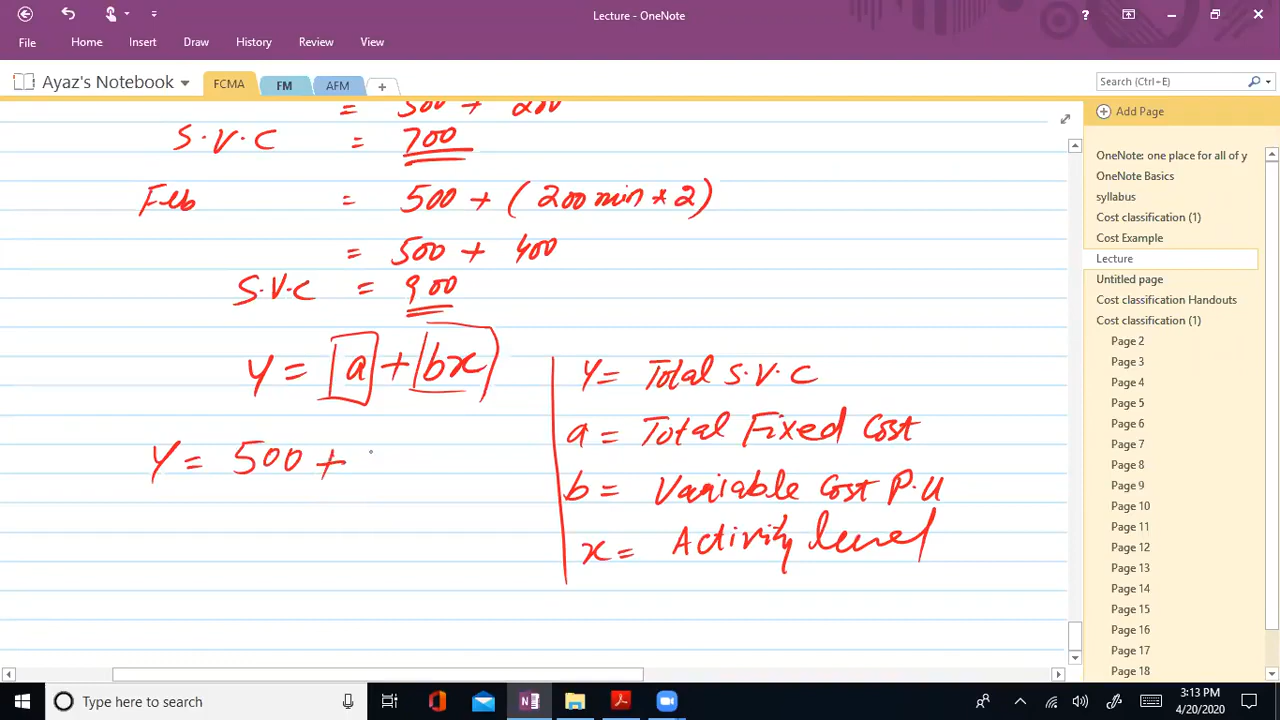 Lecture - OneNote
File Home Insert Draw History Review View
Ayaz's Notebook FCMA FM AFM + Search (Ctrl+E)
= 500 + 200
S.V.C = 700
Feb = 500 + (200 min * 2)
= 500 + 400
S.V.C = 900
Y = a + bx
Y = 500 +
Y = Total S.V.C
a = Total Fixed Cost
b = Variable Cost P.U
x = Activity level
Add Page
OneNote: one place for all of y
OneNote Basics
syllabus
Cost classification (1)
Cost Example
Lecture
Untitled page
Cost classification Handouts
Cost classification (1)
Page 2
Page 3
Page 4
Page 5
Page 6
Page 7
Page 8
Page 9
Page 10
Page 11
Page 12
Page 13
Page 14
Page 15
Page 16
Page 17
Page 18
Type here to search
3:13 PM
4/20/2020